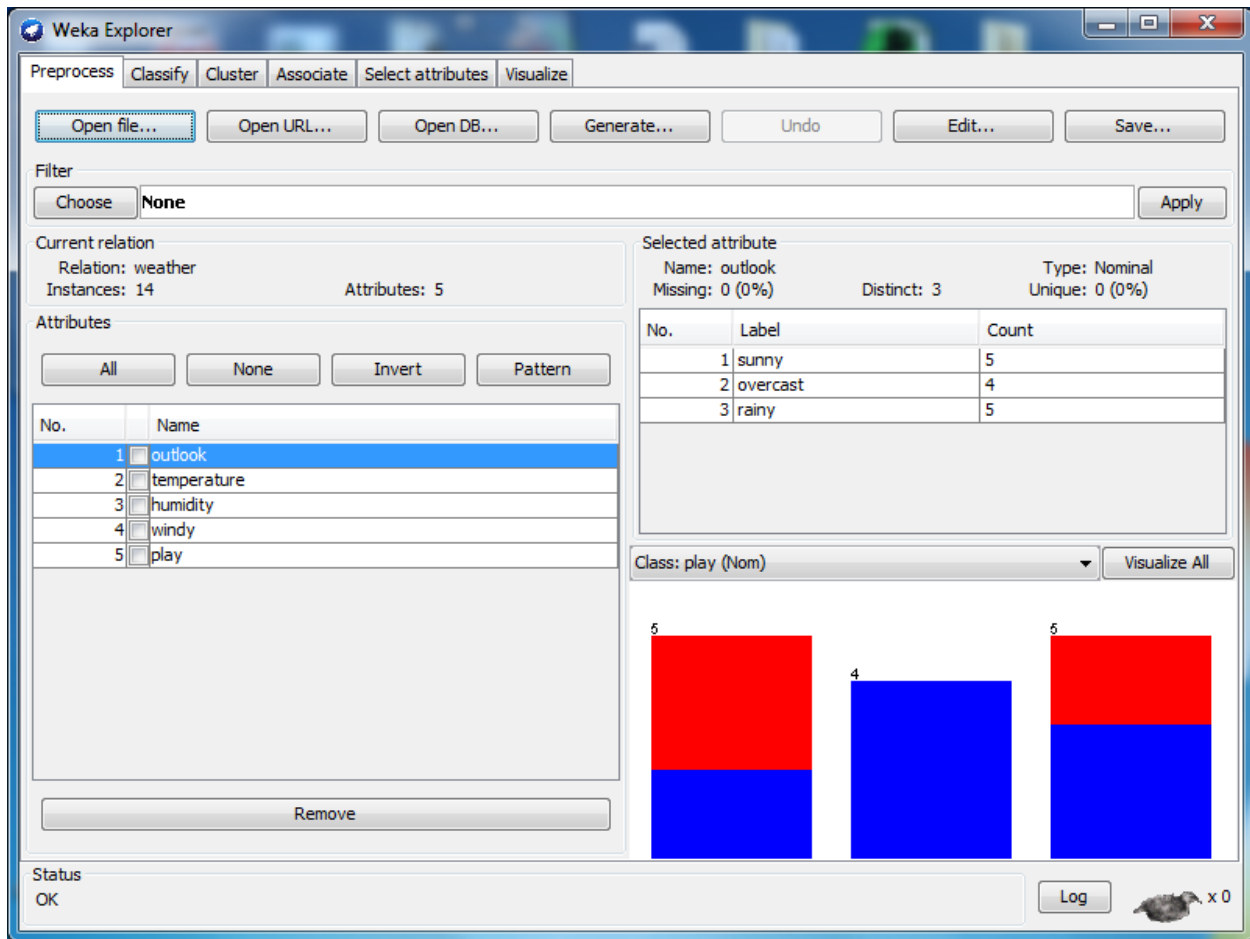 Weka Explorer
Preprocess Classify Cluster Associate Select attributes Visualize
Open file... Open URL... Open DB... Generate... Undo Edit... Save...
Filter
Choose None Apply
Current relation
Relation: weather
Instances: 14 Attributes: 5
Attributes
All None Invert Pattern
No. Name
1 outlook
2 temperature
3 humidity
4 windy
5 play
Remove
Selected attribute
Name: outlook Type: Nominal
Missing: 0 (0%) Distinct: 3 Unique: 0 (0%)
No. Label Count
1 sunny 5
2 overcast 4
3 rainy 5
Class: play (Nom) Visualize All
5 4 5
Status
OK Log x 0